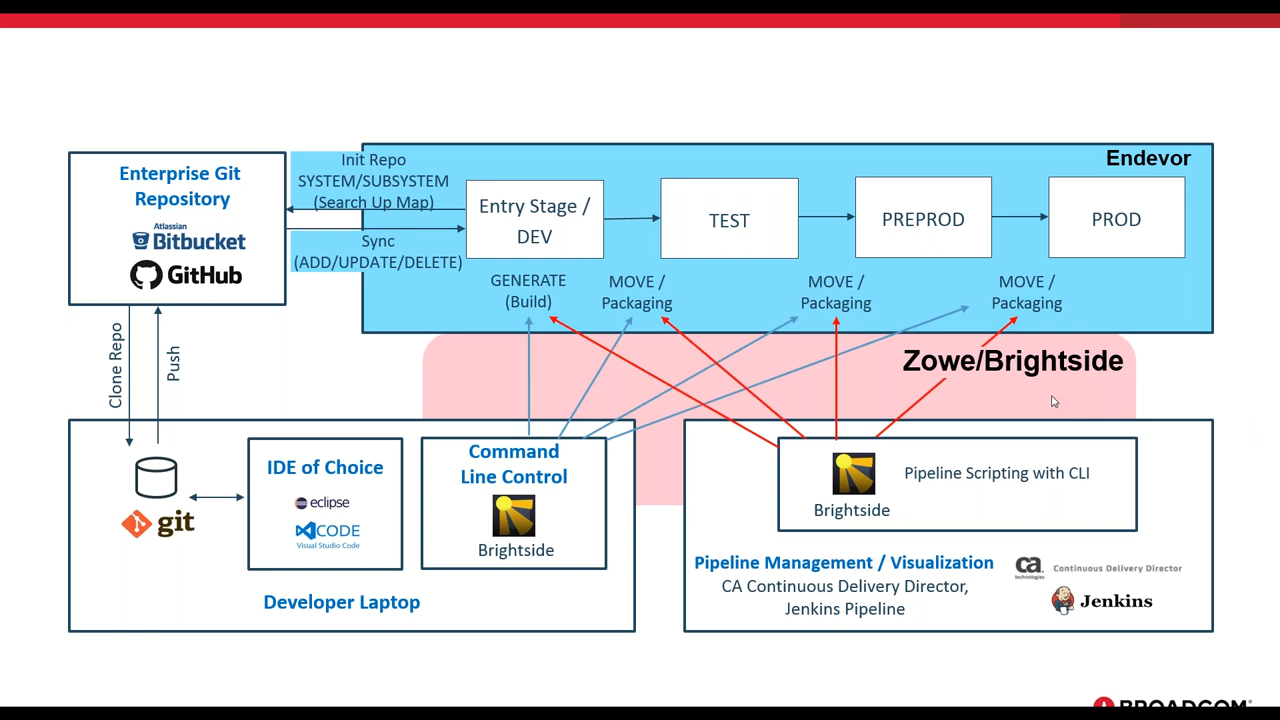 Endevor
Enterprise Git
Repository
Atlassian
Bitbucket
GitHub
Init Repo
SYSTEM/SUBSYSTEM
(Search Up Map)
Sync
(ADD/UPDATE/DELETE)
Entry Stage /
DEV
TEST
PREPROD
PROD
GENERATE
(Build)
MOVE /
Packaging
MOVE /
Packaging
MOVE /
Packaging
Clone Repo
Push
Zowe/Brightside
git
IDE of Choice
eclipse
CODE
Visual Studio Code
Command
Line Control
Brightside
Developer Laptop
Brightside
Pipeline Scripting with CLI
Pipeline Management / Visualization
CA Continuous Delivery Director,
Jenkins Pipeline
ca
technologies
Continuous Delivery Director
Jenkins
BROADCOM